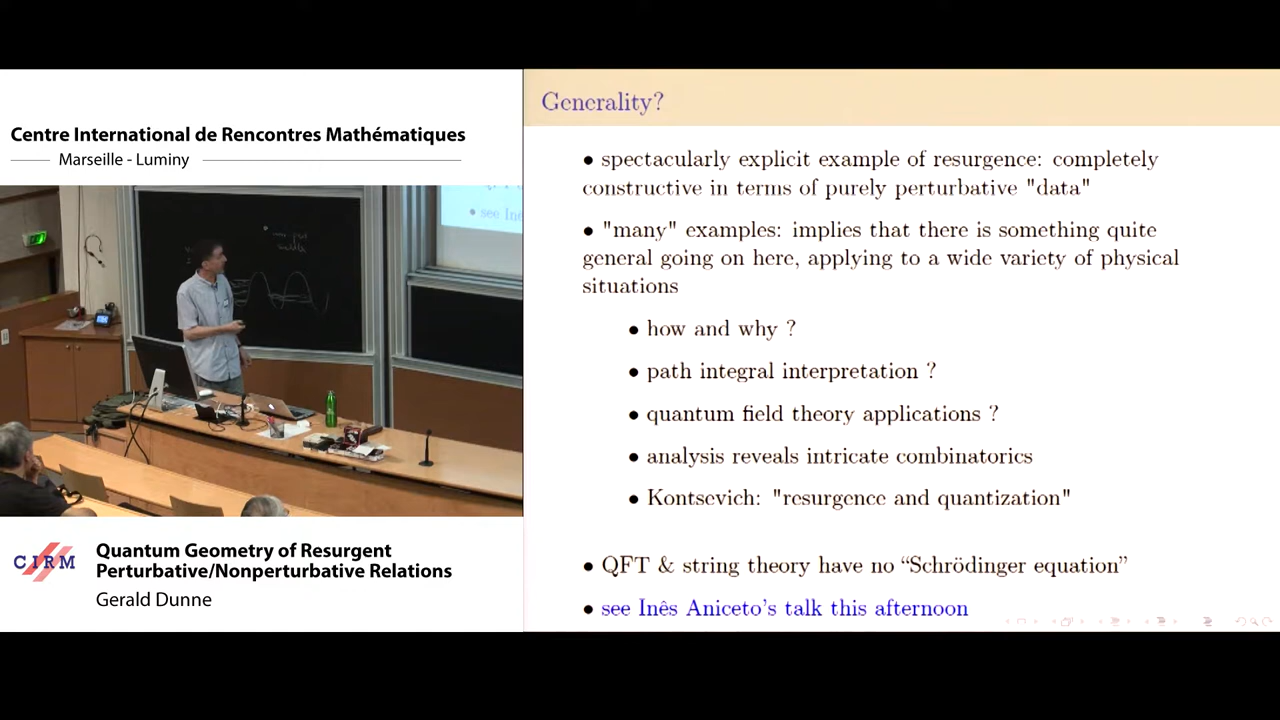 Centre International de Rencontres Mathématiques
Marseille - Luminy
see Inê
CIRM
Quantum Geometry of Resurgent
Perturbative/Nonperturbative Relations
Gerald Dunne
Generality?
• spectacularly explicit example of resurgence: completely
constructive in terms of purely perturbative "data"
• "many" examples: implies that there is something quite
general going on here, applying to a wide variety of physical
situations
• how and why ?
• path integral interpretation ?
• quantum field theory applications ?
• analysis reveals intricate combinatorics
• Kontsevich: "resurgence and quantization"
• QFT & string theory have no “Schrödinger equation”
• see Inês Aniceto’s talk this afternoon